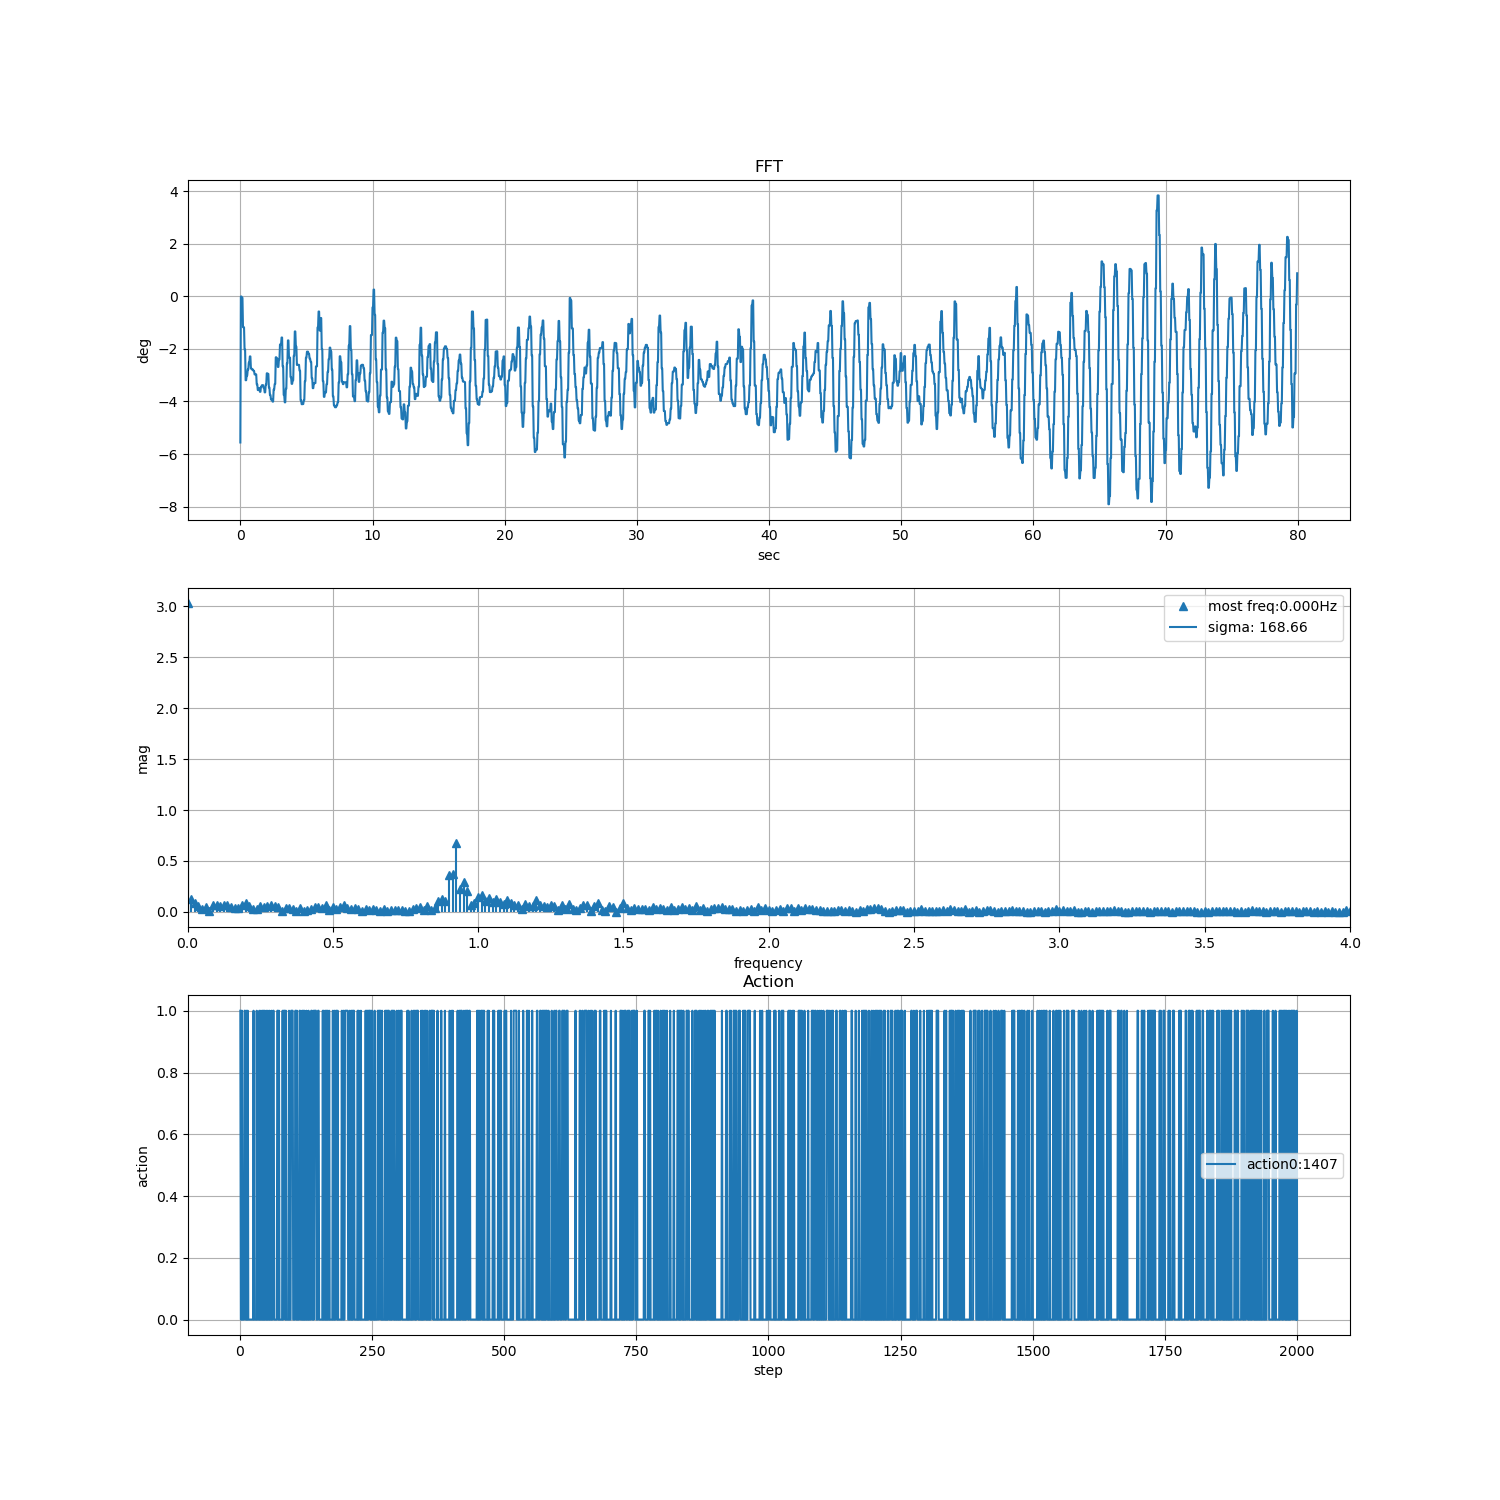 FFT
4
2
0
−2
−4
−6
−8
deg
0 10 20 30 40 50 60 70 80
sec
3.0
2.5
2.0
1.5
1.0
0.5
0.0
mag
most freq:0.000Hz
sigma: 168.66
0.0 0.5 1.0 1.5 2.0 2.5 3.0 3.5 4.0
frequency
Action
1.0
0.8
0.6
0.4
0.2
0.0
action
action0:1407
0 250 500 750 1000 1250 1500 1750 2000
step